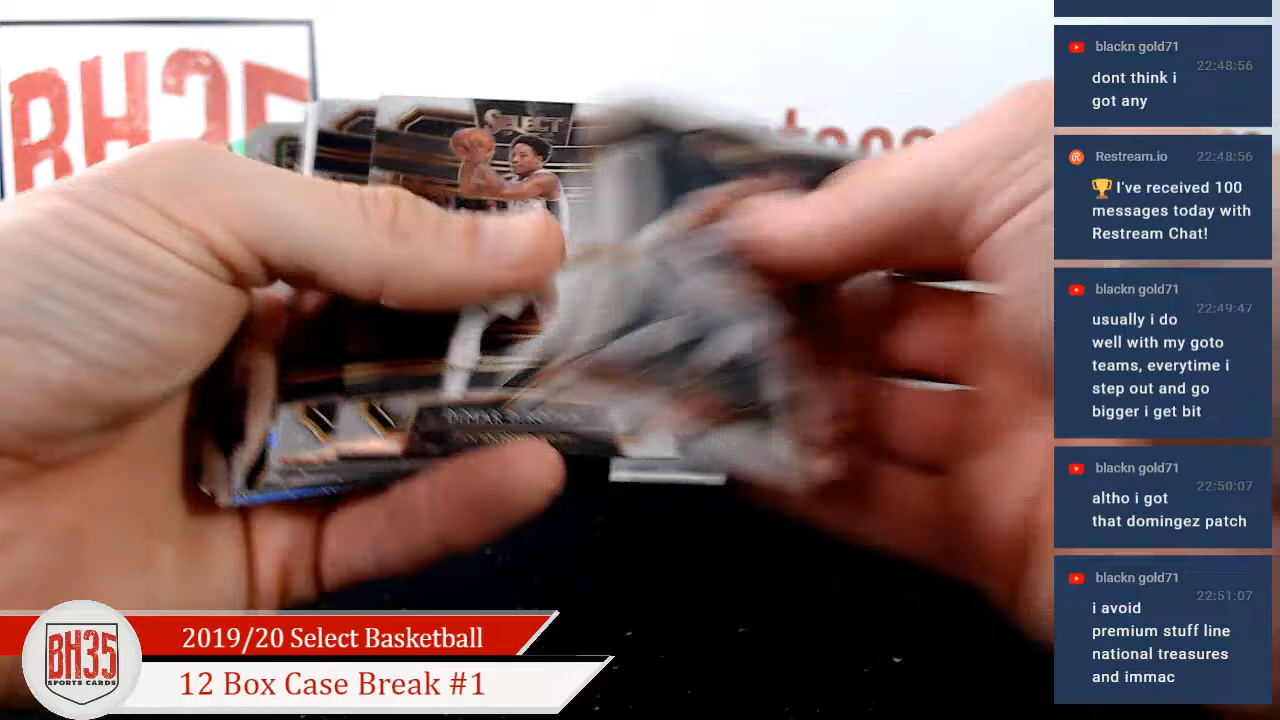 BH35
SELECT
blackn gold71
22:48:56
dont think i
got any
Restream.io
22:48:56
🏆 I've received 100
messages today with
Restream Chat!
blackn gold71
22:49:47
usually i do
well with my goto
teams, everytime i
step out and go
bigger i get bit
blackn gold71
22:50:07
altho i got
that domingez patch
blackn gold71
22:51:07
i avoid
premium stuff line
national treasures
and immac
BH35
SPORTS CARDS
2019/20 Select Basketball
12 Box Case Break #1